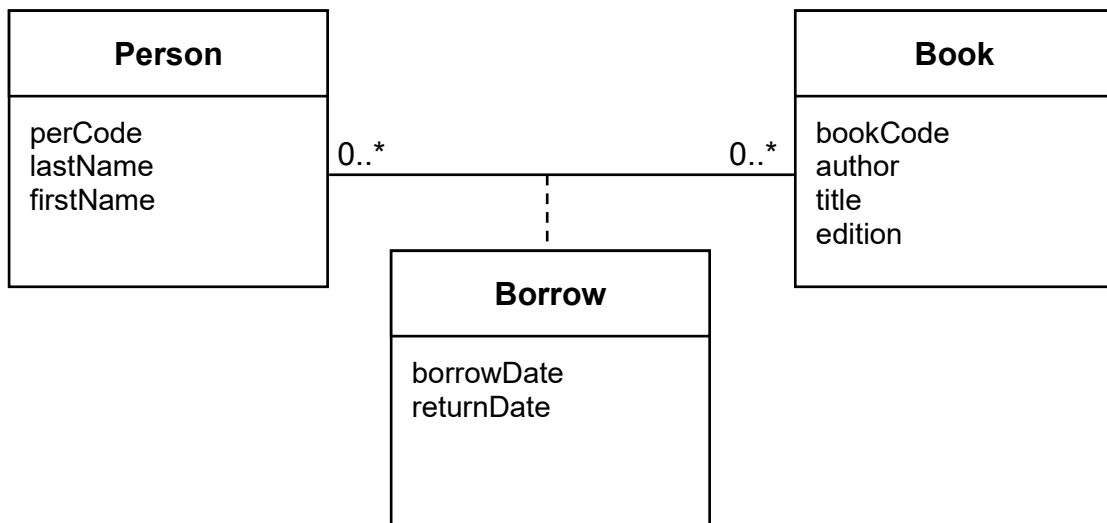 Person
perCode
lastName
firstName
0..*
0..*
Book
bookCode
author
title
edition
Borrow
borrowDate
returnDate